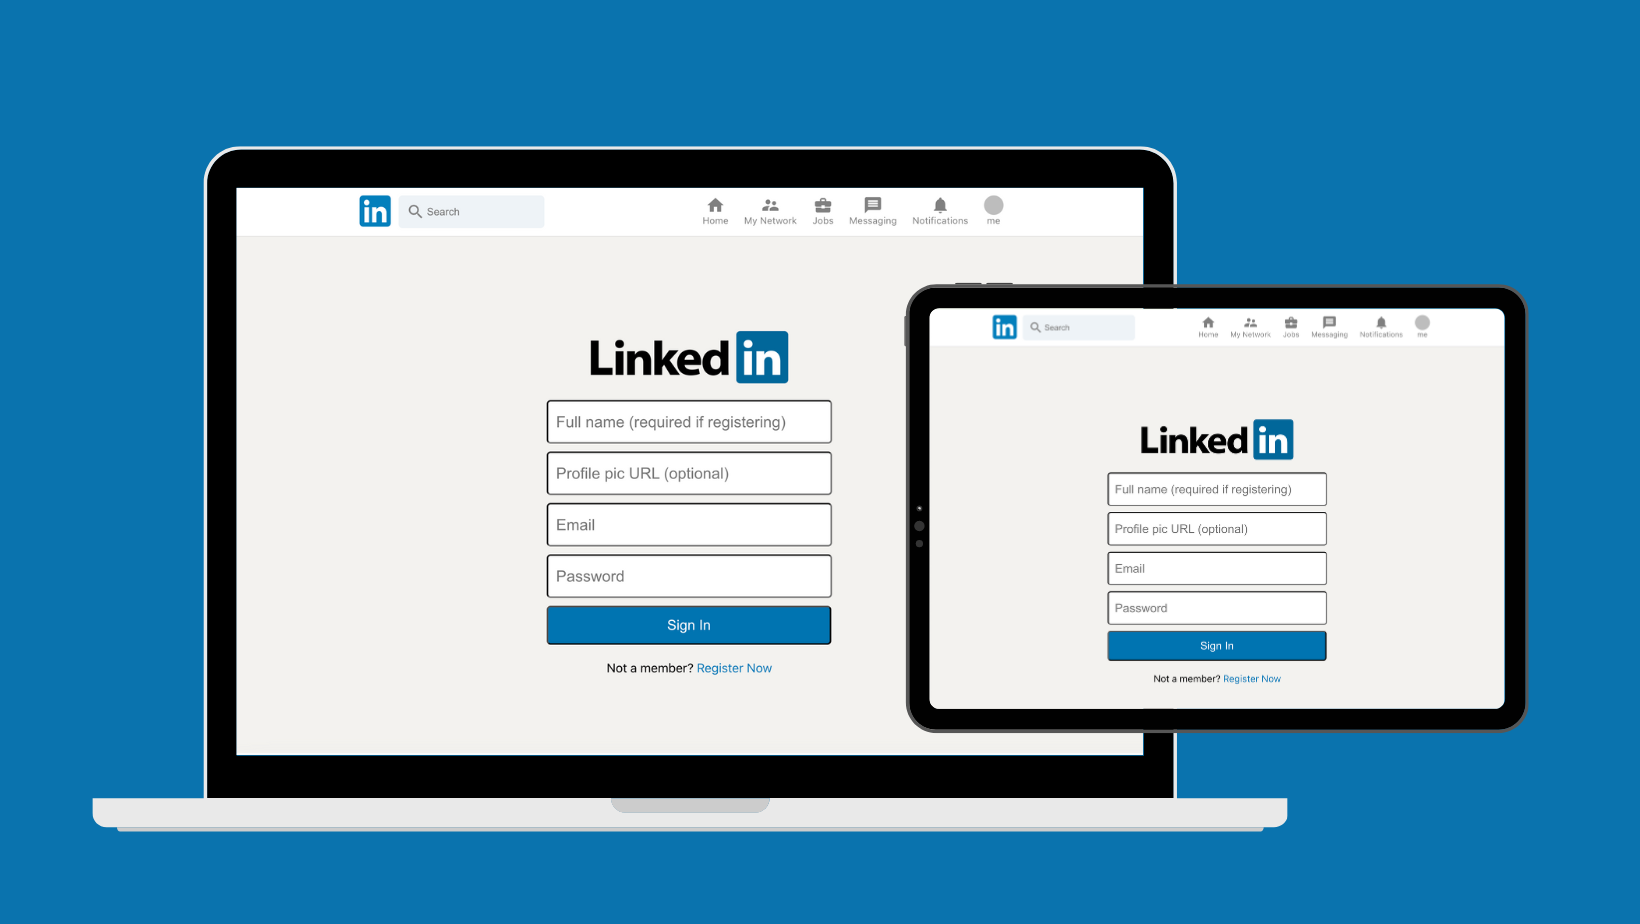 in
Search
Home
My Network
Jobs
Messaging
Notifications
me
Linked in
Full name (required if registering)
Profile pic URL (optional)
Email
Password
Sign In
Not a member? Register Now
in
Search
Home
My Network
Jobs
Messaging
Notifications
me
Linked in
Full name (required if registering)
Profile pic URL (optional)
Email
Password
Sign In
Not a member? Register Now